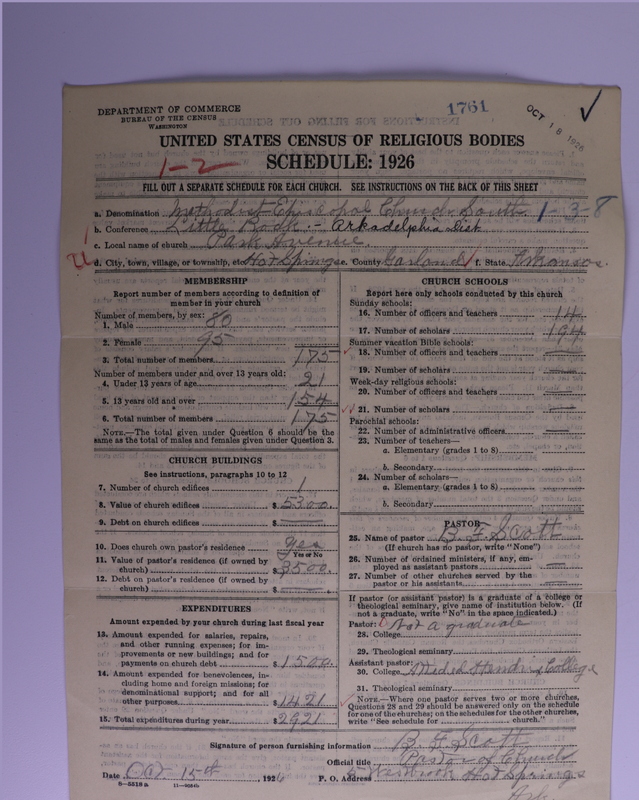 1761
OCT 18 1926
DEPARTMENT OF COMMERCE
BUREAU OF THE CENSUS
WASHINGTON
UNITED STATES CENSUS OF RELIGIOUS BODIES
1-2
SCHEDULE: 1926
FILL OUT A SEPARATE SCHEDULE FOR EACH CHURCH. SEE INSTRUCTIONS ON THE BACK OF THIS SHEET
a. Denomination Methodist Episcopal Church South 1-3-8
b. Conference Little Rock :- Arkadelphia Dist
c. Local name of church Park Avenue
d. City, town, village, or township, etc Hot Springs e. County Garland f. State Arkansas.
MEMBERSHIP
Report number of members according to definition of
member in your church
Number of members, by sex:
1. Male 80
2. Female 95
3. Total number of members 175
Number of members under and over 13 years old:
4. Under 13 years of age 21
5. 13 years old and over 154
6. Total number of members 175
NOTE.—The total given under Question 6 should be the
same as the total of males and females given under Question 3.
CHURCH BUILDINGS
See instructions, paragraphs 10 to 12
7. Number of church edifices 1
8. Value of church edifices $ 5300.
9. Debt on church edifices $
10. Does church own pastor's residence yes
Yes or No
11. Value of pastor's residence (if owned by
church) $ 3500.
12. Debt on pastor's residence (if owned by
church) $
EXPENDITURES
Amount expended by your church during last fiscal year
13. Amount expended for salaries, repairs,
and other running expenses; for im-
provements or new buildings; and for
payments on church debt $ 1500.
14. Amount expended for benevolences, in-
cluding home and foreign missions; for
denominational support; and for all
other purposes $ 1421
15. Total expenditures during year $ 2921
CHURCH SCHOOLS
Report here only schools conducted by this church
Sunday schools:
16. Number of officers and teachers 14
17. Number of scholars 194
Summer vacation Bible schools:
18. Number of officers and teachers
19. Number of scholars
Week-day religious schools:
20. Number of officers and teachers
21. Number of scholars
Parochial schools:
22. Number of administrative officers
23. Number of teachers—
a. Elementary (grades 1 to 8)
b. Secondary
24. Number of scholars—
a. Elementary (grades 1 to 8)
b. Secondary
PASTOR
25. Name of pastor B F Scott
(If church has no pastor, write "None")
26. Number of ordained ministers, if any, em-
ployed as assistant pastors
27. Number of other churches served by the
pastor or his assistants
If pastor (or assistant pastor) is a graduate of a college or
theological seminary, give name of institution below. (If
not a graduate, write "No" in the space indicated.)
Pastor: Not a graduate
28. College
29. Theological seminary
Assistant pastor:
30. College Attended Hendrix College
31. Theological seminary
NOTE.—Where one pastor serves two or more churches,
Questions 28 and 29 should be answered only on the schedule
for one of the churches; on the schedules for the other churches,
write "See schedule for church."
Signature of person furnishing information B F Scott
Official title Pastor of Church
Date Oct 15th, 1926 P. O. Address Hot Springs
8—5518 a